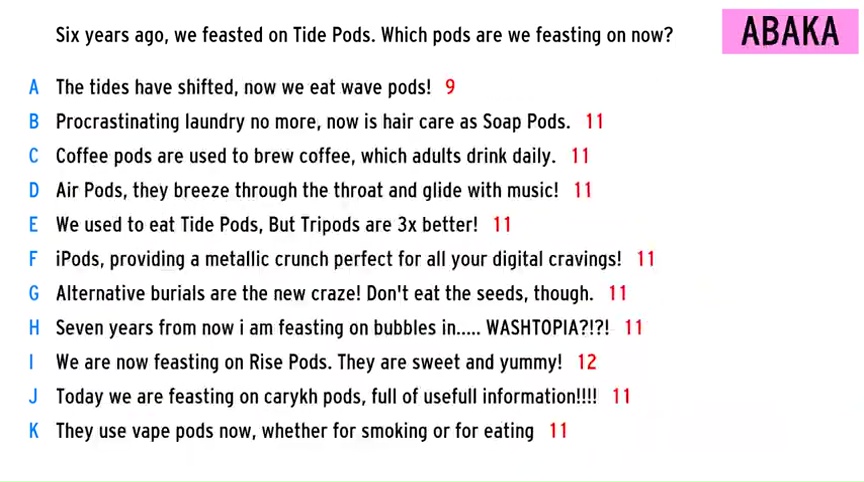 Six years ago, we feasted on Tide Pods. Which pods are we feasting on now?
ABAKA
A The tides have shifted, now we eat wave pods! 9
B Procrastinating laundry no more, now is hair care as Soap Pods. 11
C Coffee pods are used to brew coffee, which adults drink daily. 11
D Air Pods, they breeze through the throat and glide with music! 11
E We used to eat Tide Pods, But Tripods are 3x better! 11
F iPods, providing a metallic crunch perfect for all your digital cravings! 11
G Alternative burials are the new craze! Don't eat the seeds, though. 11
H Seven years from now i am feasting on bubbles in..... WASHTOPIA?!?! 11
I We are now feasting on Rise Pods. They are sweet and yummy! 12
J Today we are feasting on carykh pods, full of usefull information!!!! 11
K They use vape pods now, whether for smoking or for eating 11